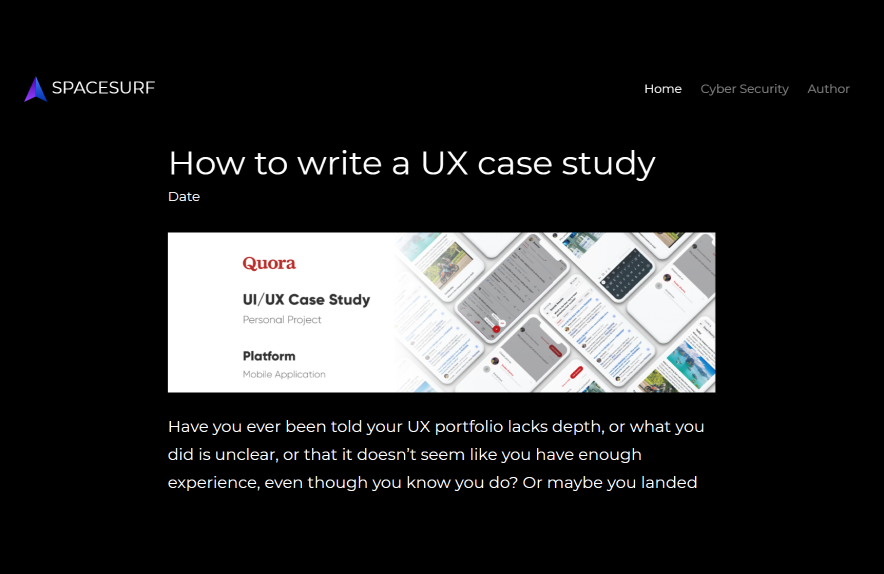 SPACESURF
Home Cyber Security Author
How to write a UX case study
Date
Quora
UI/UX Case Study
Personal Project
Platform
Mobile Application
Have you ever been told your UX portfolio lacks depth, or what you
did is unclear, or that it doesn’t seem like you have enough
experience, even though you know you do? Or maybe you landed